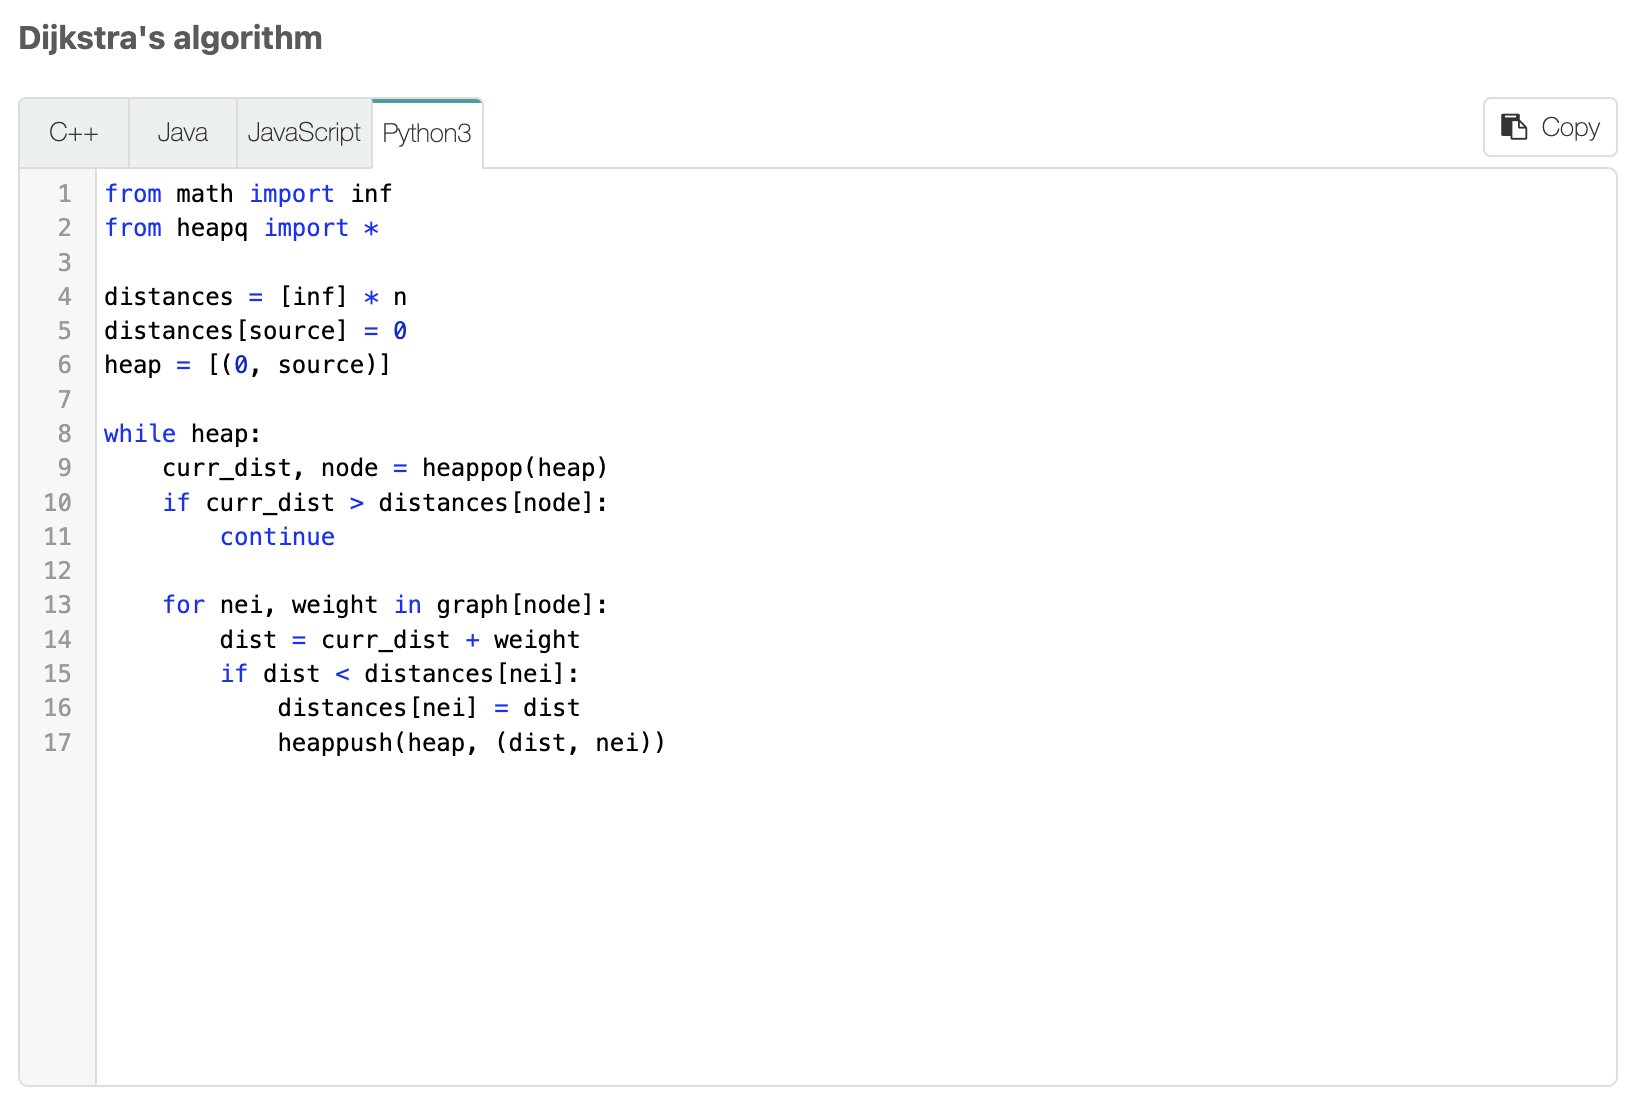 Dijkstra's algorithm
C++ Java JavaScript Python3 Copy
1 from math import inf
2 from heapq import *
3
4 distances = [inf] * n
5 distances[source] = 0
6 heap = [(0, source)]
7
8 while heap:
9     curr_dist, node = heappop(heap)
10     if curr_dist > distances[node]:
11         continue
12
13     for nei, weight in graph[node]:
14         dist = curr_dist + weight
15         if dist < distances[nei]:
16             distances[nei] = dist
17             heappush(heap, (dist, nei))